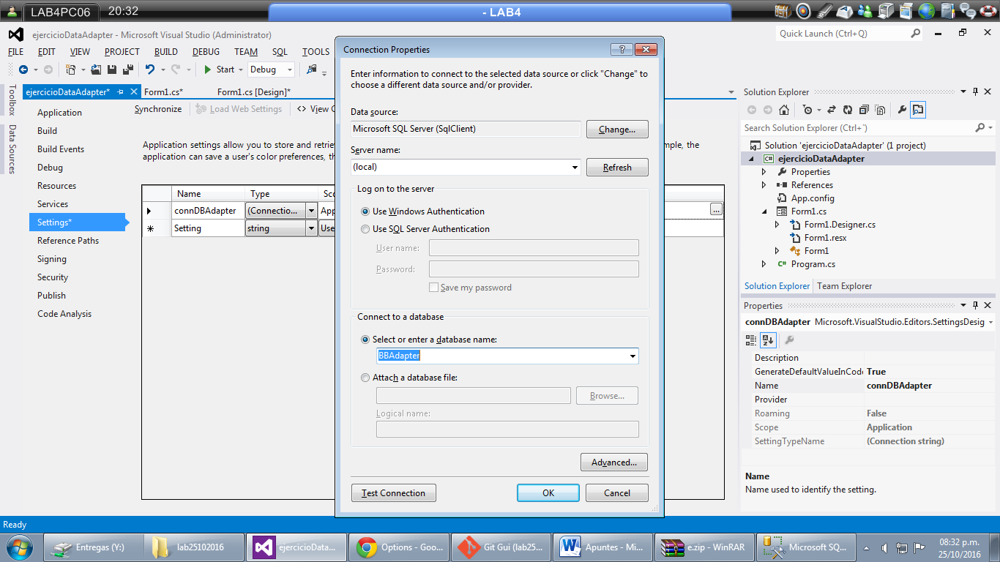 LAB4PC06 20:32 - LAB4
ejercicioDataAdapter - Microsoft Visual Studio (Administrator)
Quick Launch (Ctrl+Q)
FILE EDIT VIEW PROJECT BUILD DEBUG TEAM SQL TOOLS
Start Debug
ejercicioDataAdapter* Form1.cs* Form1.cs [Design]*
Toolbox
Data Sources
Application
Build
Build Events
Debug
Resources
Services
Settings*
Reference Paths
Signing
Security
Publish
Code Analysis
Synchronize Load Web Settings View C
Application settings allow you to store and retrie
mple, the
application can save a user's color preferences, th
Name Type Sco
connDBAdapter (Connectio... App ...
Setting string Use
Connection Properties
Enter information to connect to the selected data source or click "Change" to
choose a different data source and/or provider.
Data source:
Microsoft SQL Server (SqlClient) Change...
Server name:
(local) Refresh
Log on to the server
Use Windows Authentication
Use SQL Server Authentication
User name:
Password:
Save my password
Connect to a database
Select or enter a database name:
BBAdapter
Attach a database file:
Browse...
Logical name:
Advanced...
Test Connection OK Cancel
Solution Explorer
Search Solution Explorer (Ctrl+¨)
Solution 'ejercicioDataAdapter' (1 project)
C# ejercicioDataAdapter
Properties
References
App.config
Form1.cs
Form1.Designer.cs
Form1.resx
Form1
C# Program.cs
Solution Explorer Team Explorer
Properties
connDBAdapter Microsoft.VisualStudio.Editors.SettingsDesig
Description
GenerateDefaultValueInCode True
Name connDBAdapter
Provider
Roaming False
Scope Application
SettingTypeName (Connection string)
Name
Name used to identify the setting.
Ready
Entregas (Y:) lab25102016 ejercicioData... Options - Goo... Git Gui (lab25... Apuntes - Mi... e.zip - WinRAR Microsoft SQ... 08:32 p.m.
25/10/2016